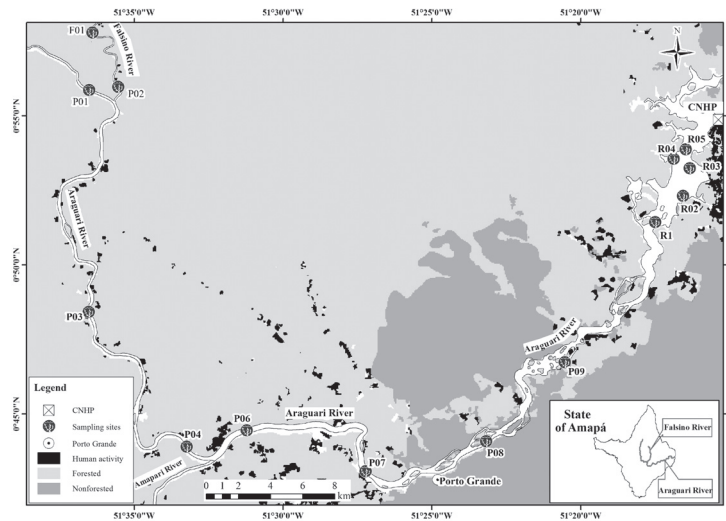 51°35'0"W
51°30'0"W
51°25'0"W
51°20'0"W
F01
Falsino River
N
P01
P02
0°55'0"N
CNHP
R05
R04
R03
R02
R1
Araguari River
0°50'0"N
P03
Araguari River
P09
Legend
CNHP
Sampling sites
Porto Grande
Human activity
Forested
Nonforested
0°45'0"N
P06
Araguari River
P04
Amapari River
P07
P08
Porto Grande
0 1 2 4 6 8
km
State
of Amapá
Falsino River
Araguari River
51°35'0"W
51°30'0"W
51°25'0"W
51°20'0"W